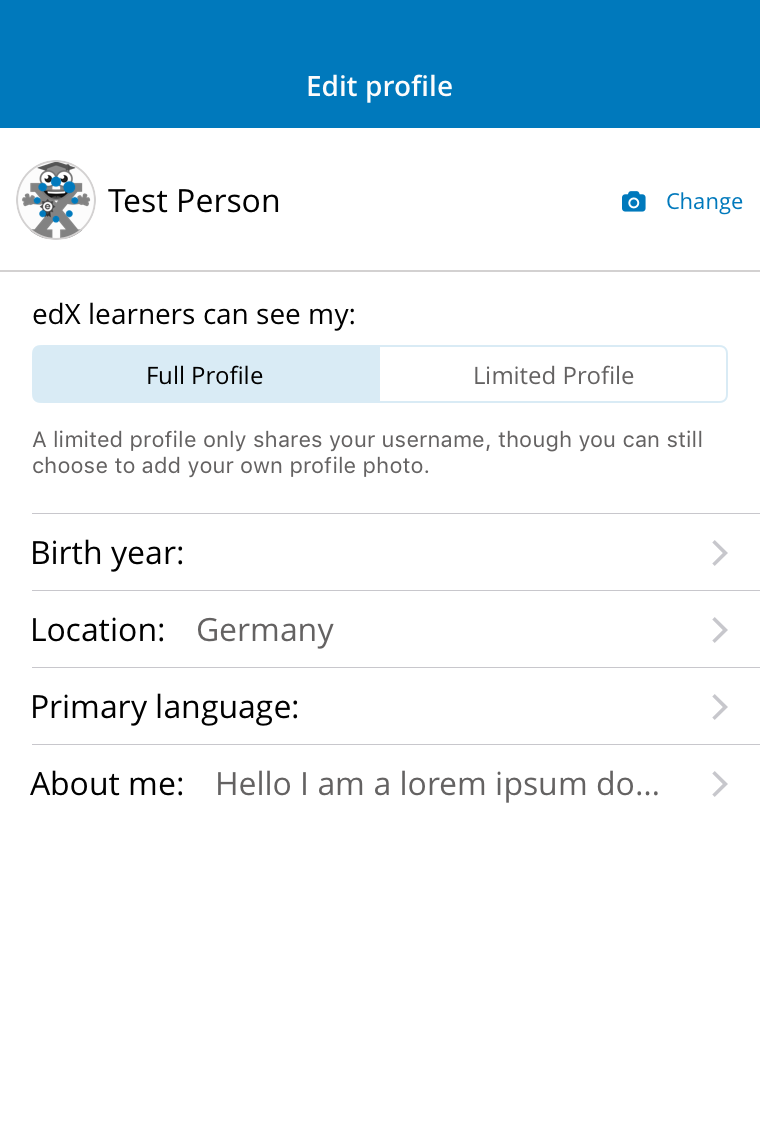 Edit profile
Test Person
Change
edX learners can see my:
Full Profile
Limited Profile
A limited profile only shares your username, though you can still
choose to add your own profile photo.
Birth year:
Location: Germany
Primary language:
About me: Hello I am a lorem ipsum do...